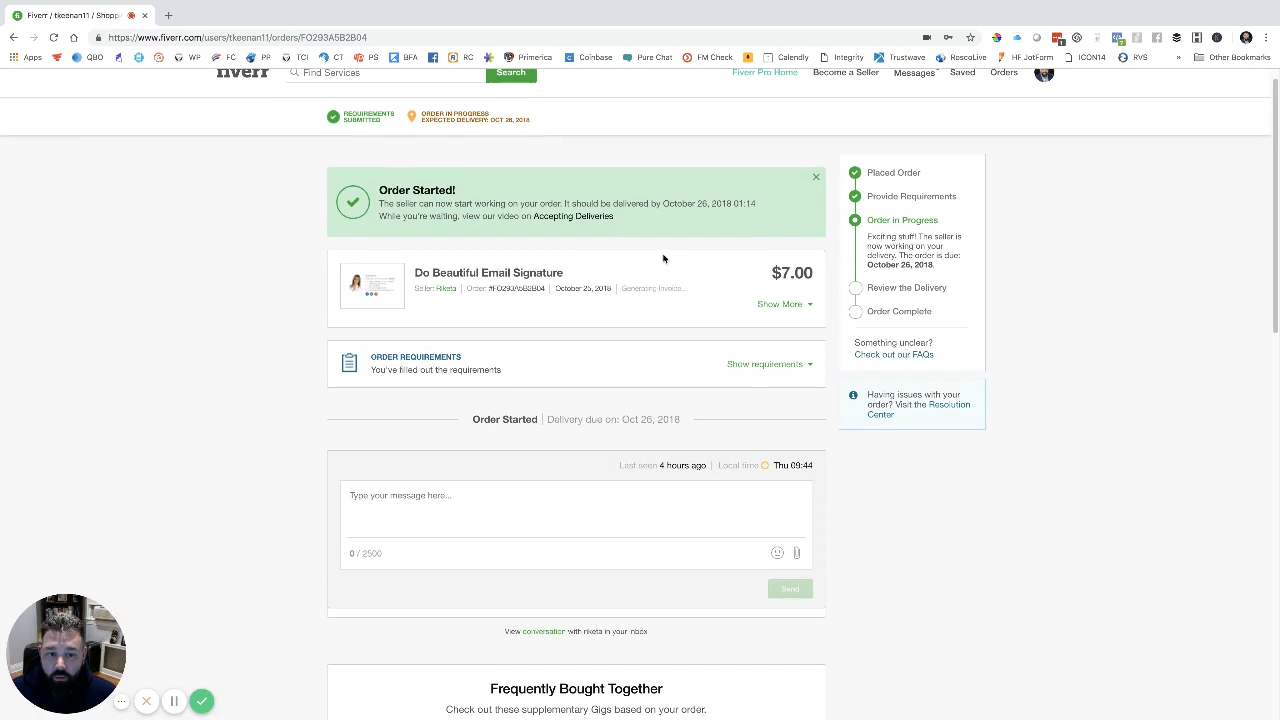 Fiverr / tkeenan11 / Shoppi
https://www.fiverr.com/users/tkeenan11/orders/FO293A5B2B04
Apps QBO WP FC PP TCI CT PS BFA RC Primerica Coinbase Pure Chat FM Check Calendly Integrity Trustwave RoscoLive HF JotForm ICON14 RVS » Other Bookmarks
fiverr Find Services Search Fiverr Pro Home Become a Seller Messages Saved Orders
REQUIREMENTS
SUBMITTED
ORDER IN PROGRESS
EXPECTED DELIVERY: OCT 26, 2018
Order Started!
The seller can now start working on your order. It should be delivered by October 26, 2018 01:14
While you're waiting, view our video on Accepting Deliveries
Do Beautiful Email Signature
$7.00
Seller: Riketa | Order: #FO293A5B2B04 | October 25, 2018 | Generating Invoice...
Show More
ORDER REQUIREMENTS
You've filled out the requirements
Show requirements
Order Started | Delivery due on: Oct 26, 2018
Last seen 4 hours ago | Local time Thu 09:44
Type your message here...
0 / 2500
Send
View conversation with riketa in your inbox
Frequently Bought Together
Check out these supplementary Gigs based on your order.
Placed Order
Provide Requirements
Order in Progress
Exciting stuff! The seller is
now working on your
delivery. The order is due:
October 26, 2018.
Review the Delivery
Order Complete
Something unclear?
Check out our FAQs
Having issues with your
order? Visit the Resolution
Center